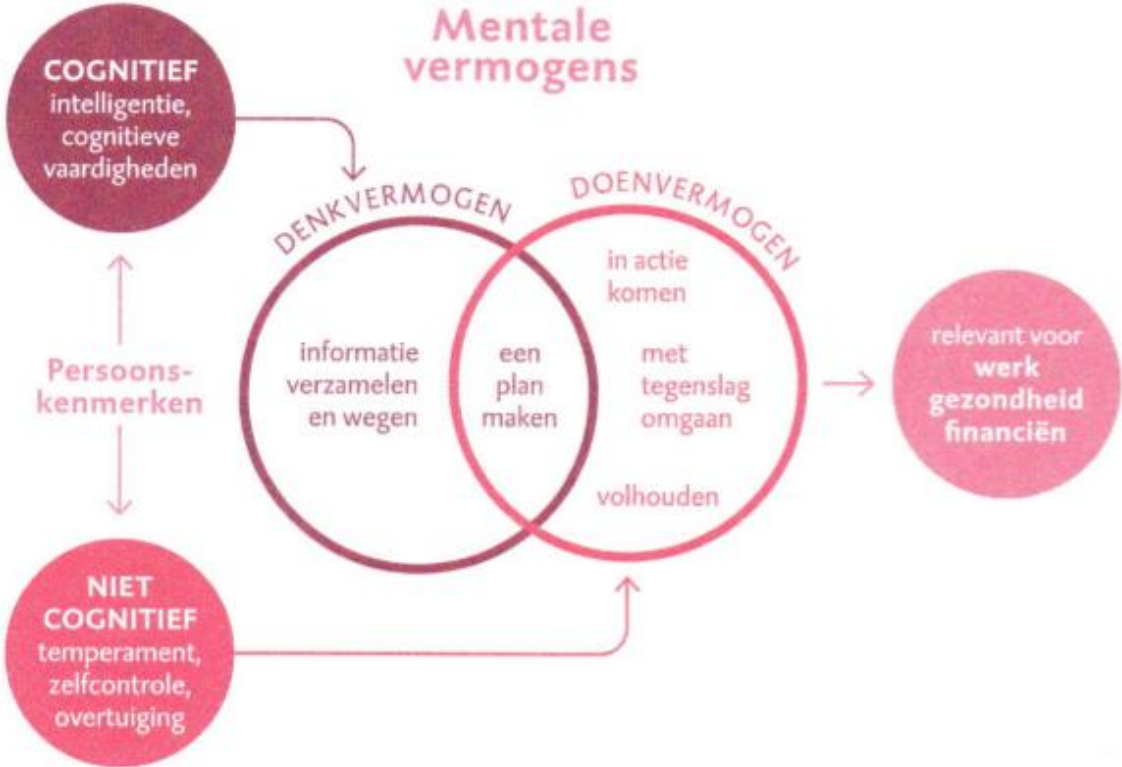 Mentale
vermogens
COGNITIEF
intelligentie,
cognitieve
vaardigheden
Persoons-
kenmerken
NIET
COGNITIEF
temperament,
zelfcontrole,
overtuiging
DENKVERMOGEN
informatie
verzamelen
en wegen
een
plan
maken
DOENVERMOGEN
in actie
komen
met
tegenslag
omgaan
volhouden
relevant voor
werk
gezondheid
financiën